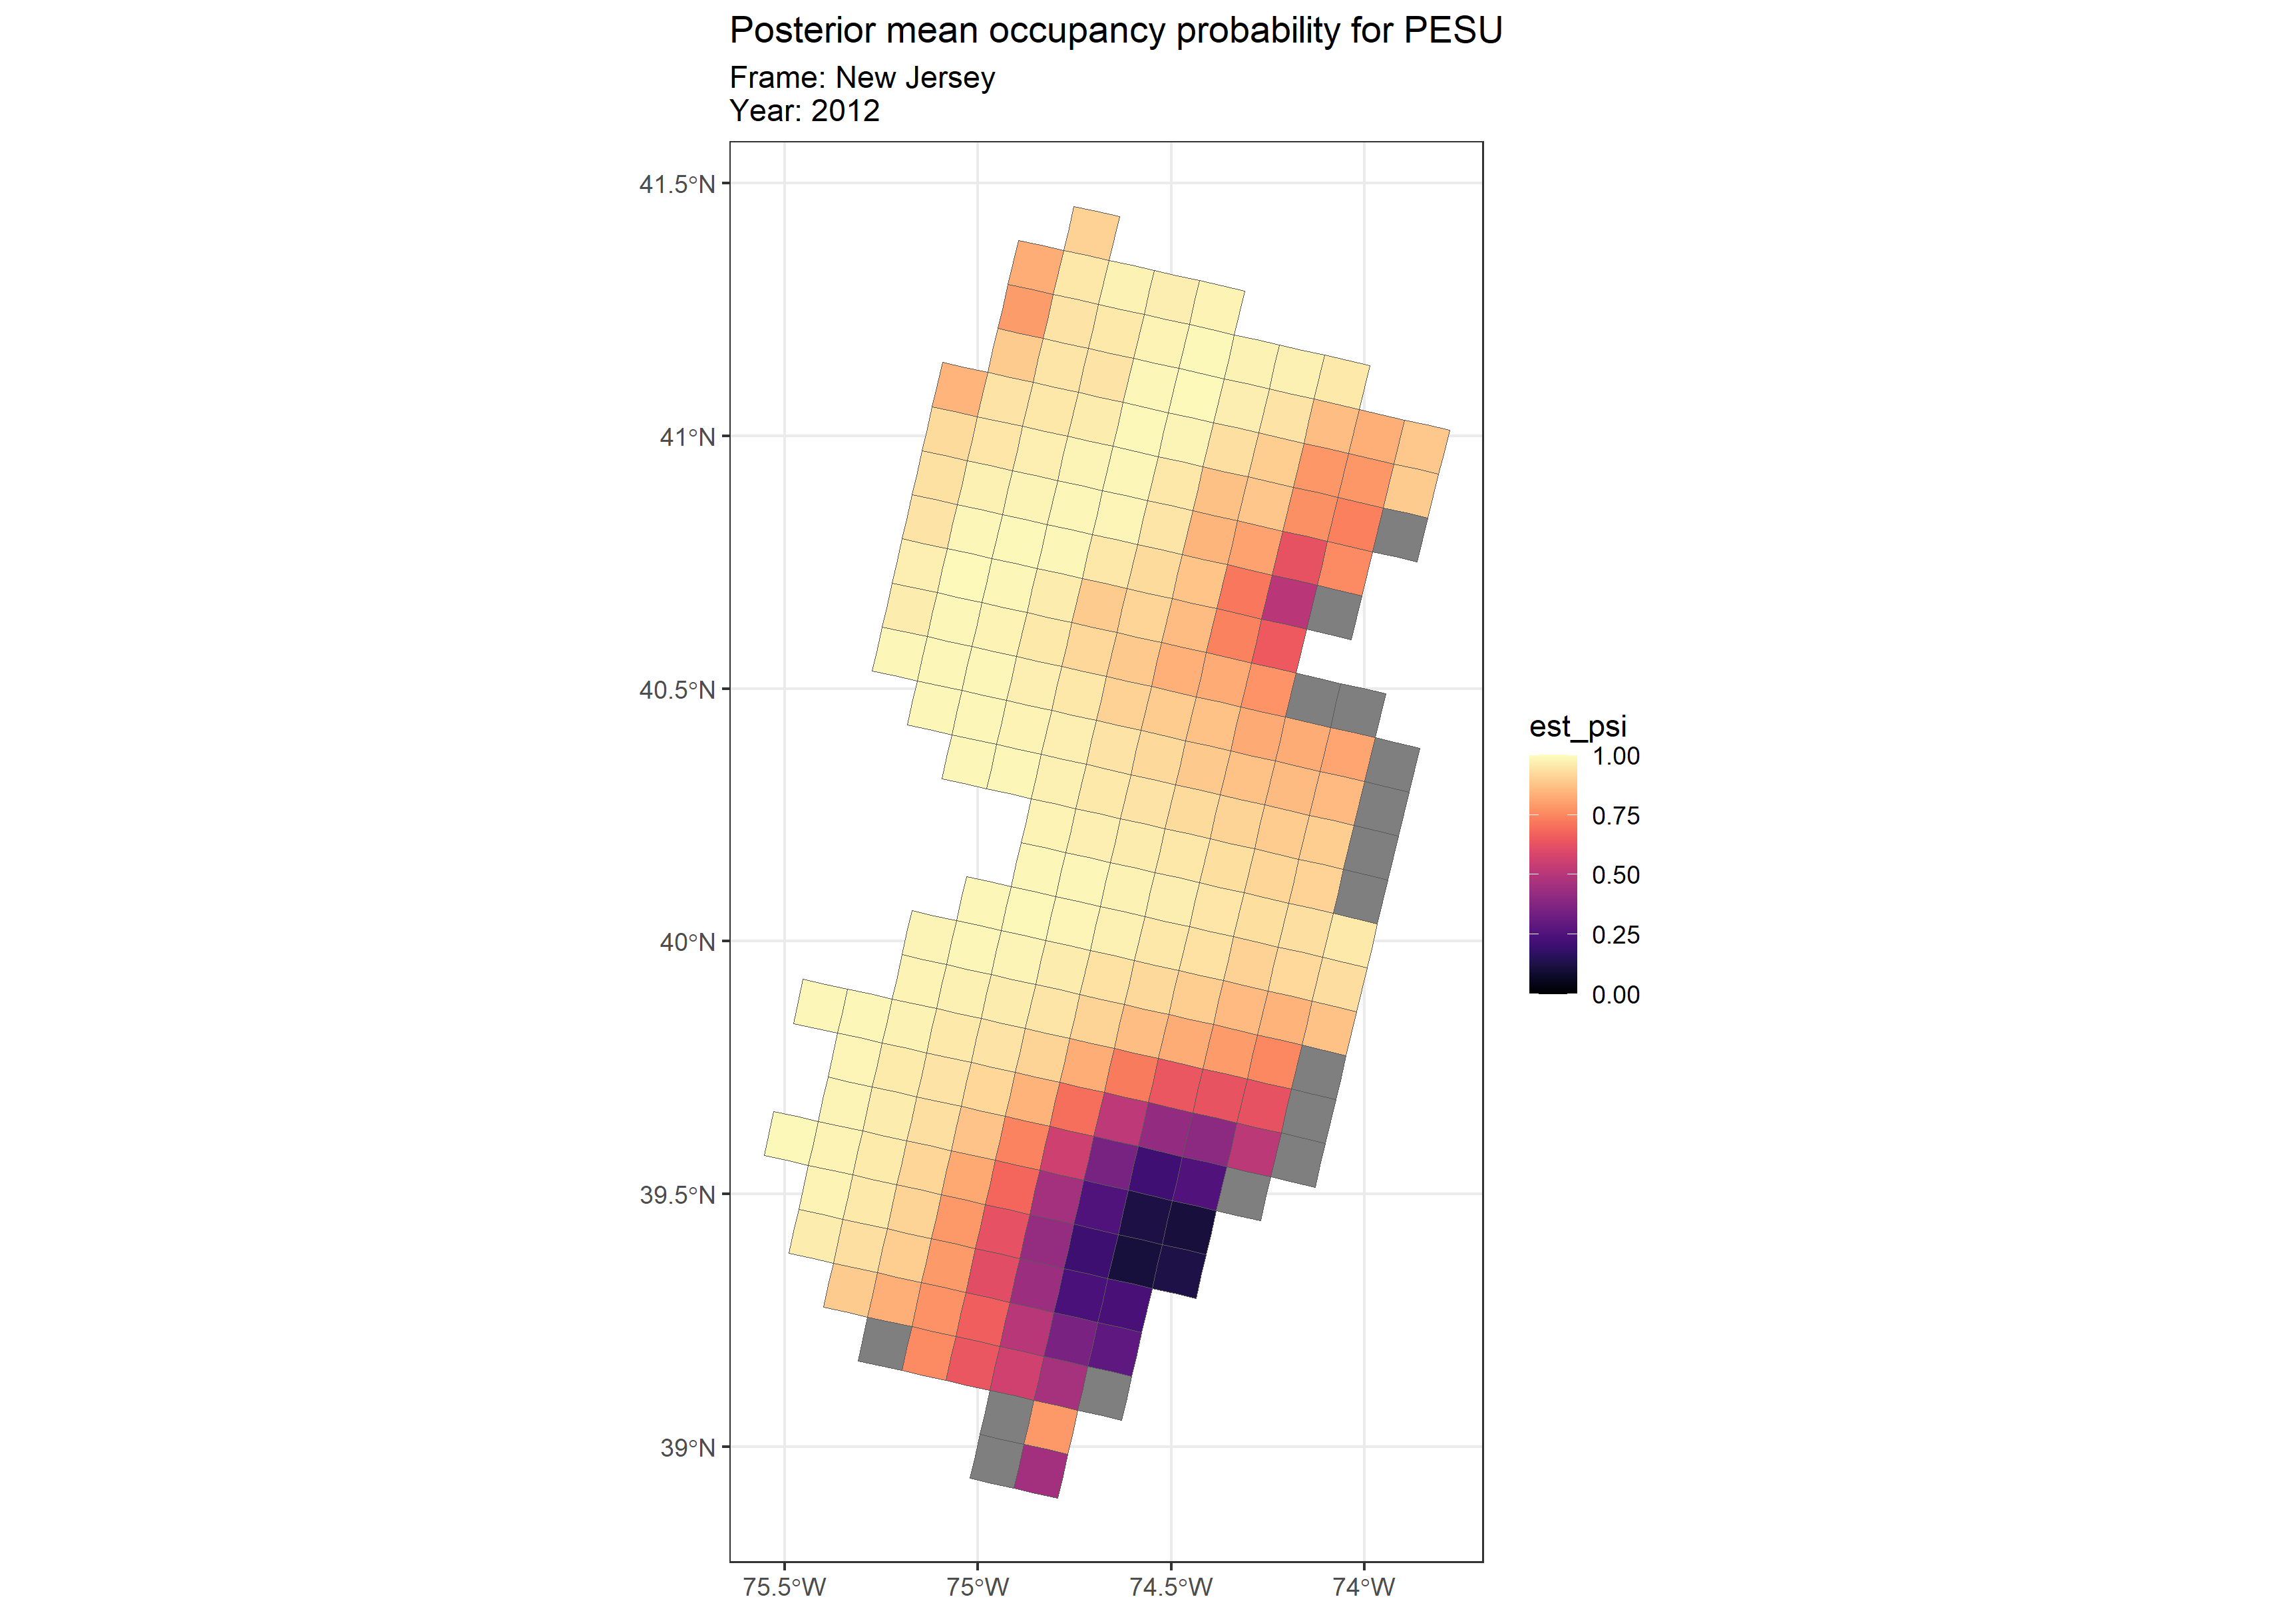 Posterior mean occupancy probability for PESU
Frame: New Jersey
Year: 2012
41.5°N
41°N
40.5°N
40°N
39.5°N
39°N
75.5°W
75°W
74.5°W
74°W
est_psi
1.00
0.75
0.50
0.25
0.00